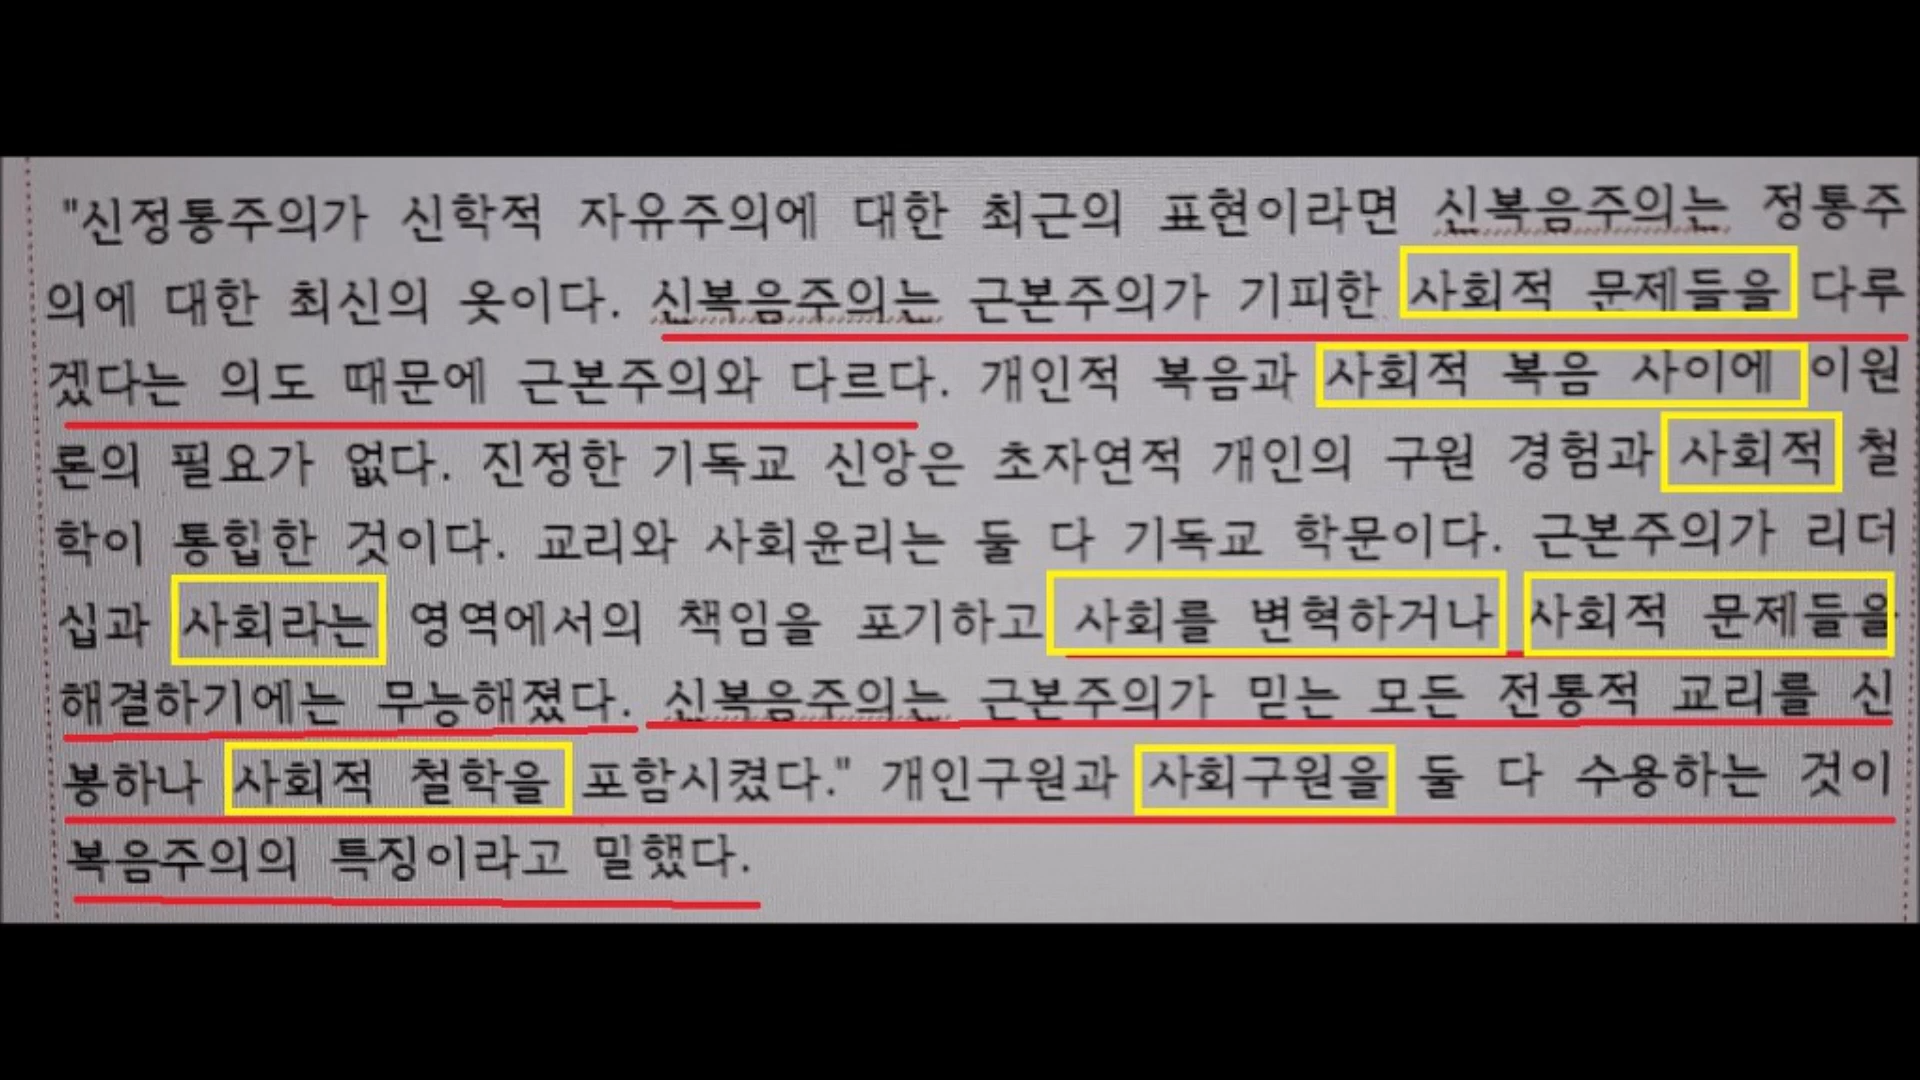 "신정통주의가 신학적 자유주의에 대한 최근의 표현이라면 신복음주의는 정통주
의에 대한 최신의 옷이다. 신복음주의는 근본주의가 기피한 사회적 문제들을 다루
겠다는 의도 때문에 근본주의와 다르다. 개인적 복음과 사회적 복음 사이에 이원
론의 필요가 없다. 진정한 기독교 신앙은 초자연적 개인의 구원 경험과 사회적 철
학이 통힙한 것이다. 교리와 사회윤리는 둘 다 기독교 학문이다. 근본주의가 리더
십과 사회라는 영역에서의 책임을 포기하고 사회를 변혁하거나 사회적 문제들을
해결하기에는 무능해졌다. 신복음주의는 근본주의가 믿는 모든 전통적 교리를 신
봉하나 사회적 철학을 포함시켰다." 개인구원과 사회구원을 둘 다 수용하는 것이
복음주의의 특징이라고 밀했다.